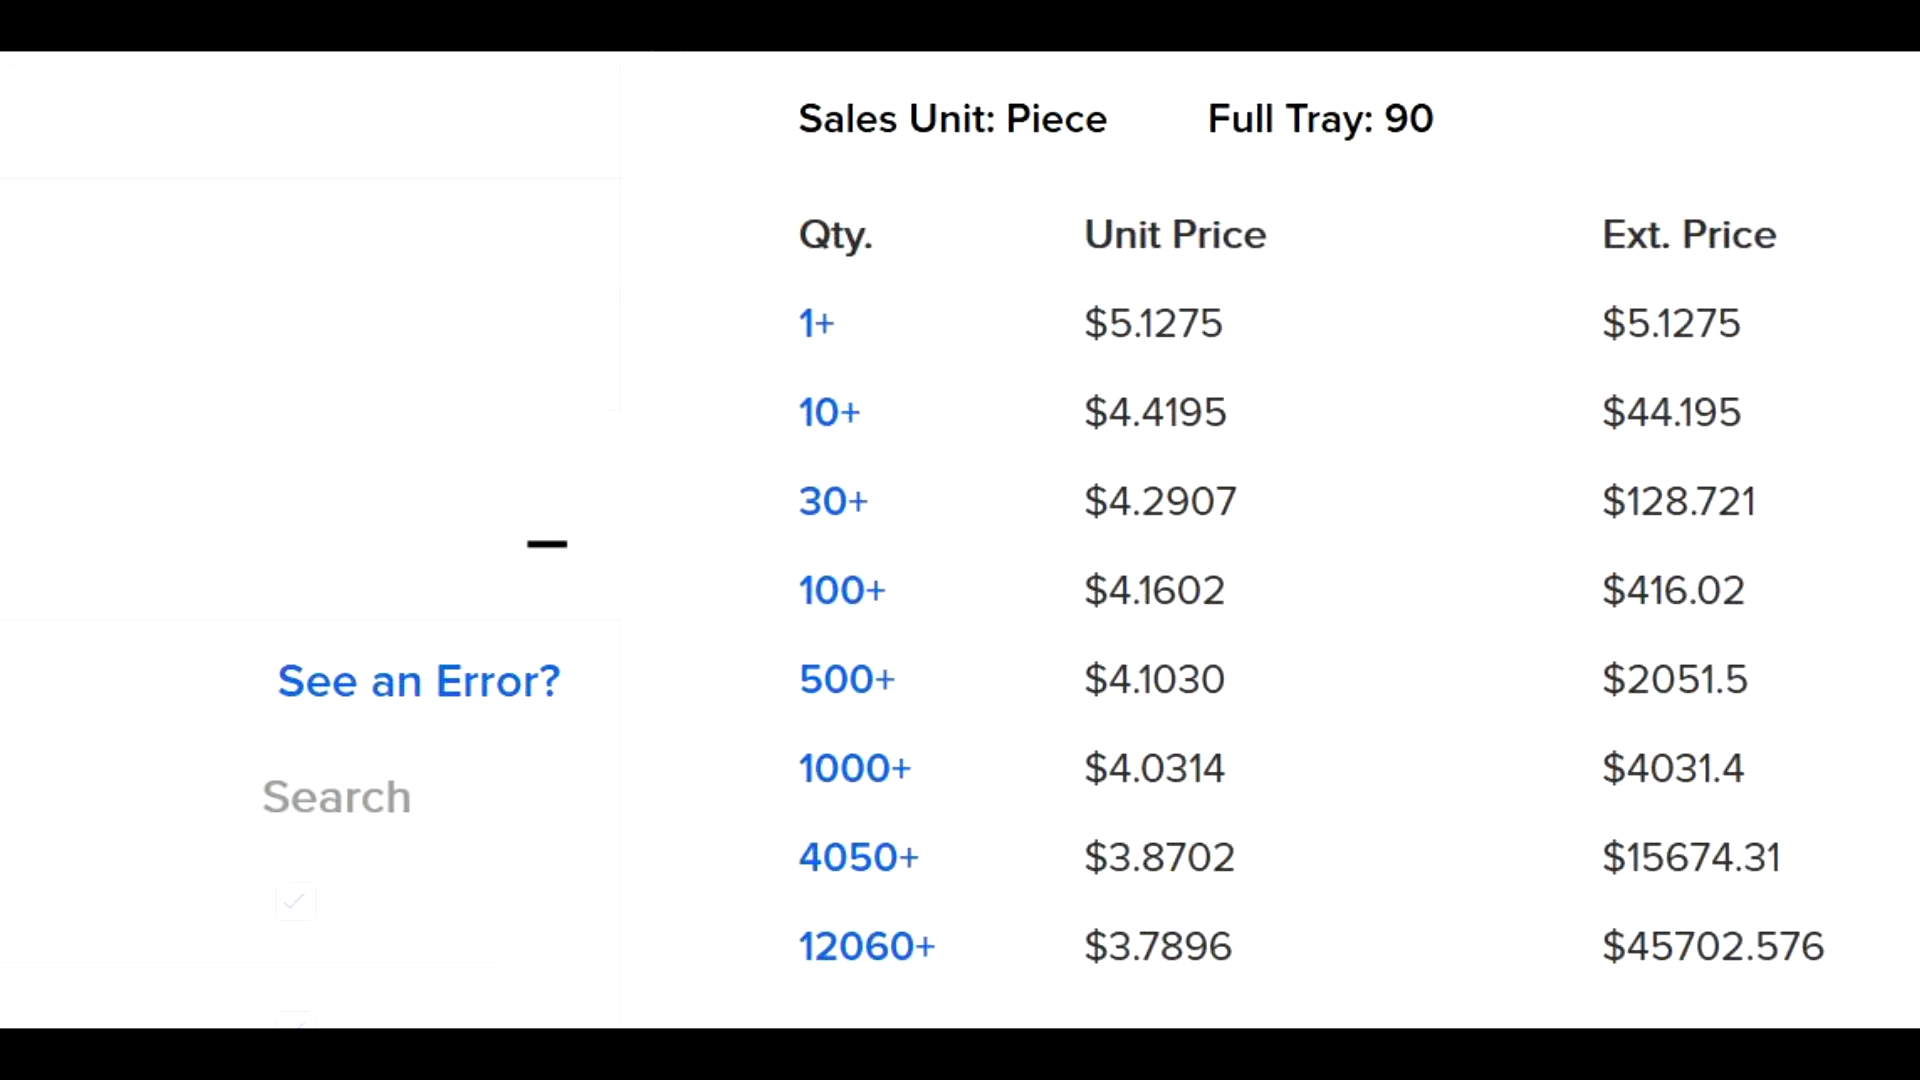 Sales Unit: Piece Full Tray: 90
Qty. Unit Price Ext. Price
1+ $5.1275 $5.1275
10+ $4.4195 $44.195
30+ $4.2907 $128.721
100+ $4.1602 $416.02
500+ $4.1030 $2051.5
1000+ $4.0314 $4031.4
4050+ $3.8702 $15674.31
12060+ $3.7896 $45702.576
See an Error?
Search